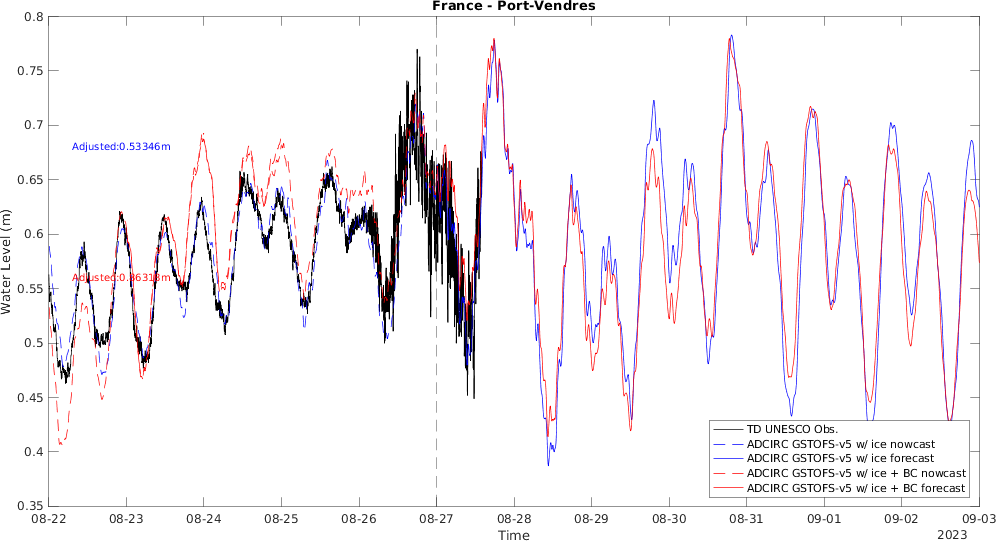 France - Port-Vendres
Water Level (m)
0.8
0.75
0.7
0.65
0.6
0.55
0.5
0.45
0.4
0.35
Adjusted:0.53346m
TD UNESCO Obs.
ADCIRC GSTOFS-v5 w/ ice nowcast
ADCIRC GSTOFS-v5 w/ ice forecast
ADCIRC GSTOFS-v5 w/ ice + BC nowcast
ADCIRC GSTOFS-v5 w/ ice + BC forecast
08-22 08-23 08-24 08-25 08-26 08-27 08-28 08-29 08-30 08-31 09-01 09-02 09-03
Time
2023